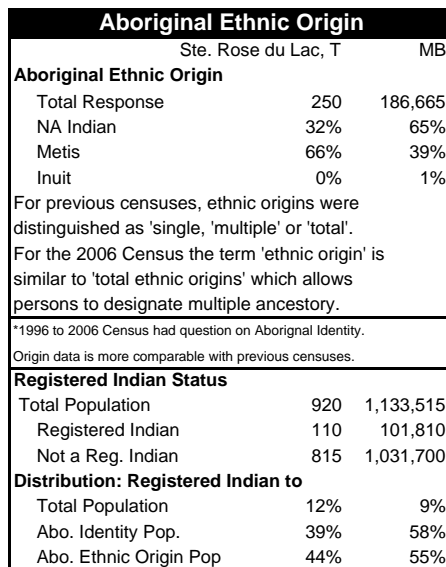 Aboriginal Ethnic Origin
Ste. Rose du Lac, T MB
Aboriginal Ethnic Origin
Total Response 250 186,665
NA Indian 32% 65%
Metis 66% 39%
Inuit 0% 1%
For previous censuses, ethnic origins were
distinguished as 'single, 'multiple' or 'total'.
For the 2006 Census the term 'ethnic origin' is
similar to 'total ethnic origins' which allows
persons to designate multiple ancestory.
*1996 to 2006 Census had question on Aborignal Identity.
Origin data is more comparable with previous censuses.
Registered Indian Status
Total Population 920 1,133,515
Registered Indian 110 101,810
Not a Reg. Indian 815 1,031,700
Distribution: Registered Indian to
Total Population 12% 9%
Abo. Identity Pop. 39% 58%
Abo. Ethnic Origin Pop 44% 55%